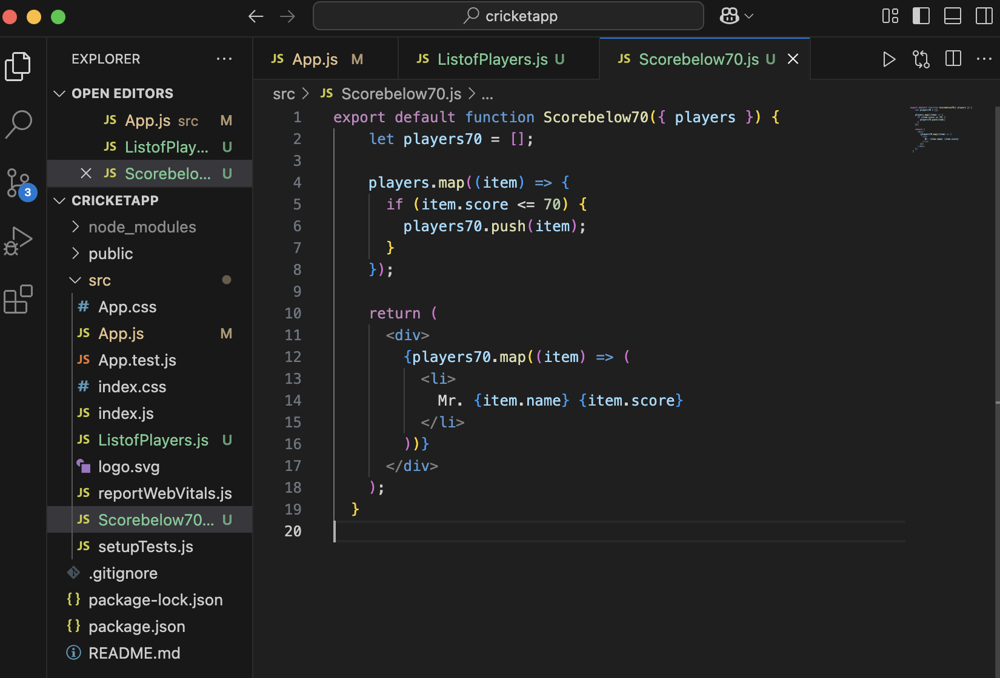 cricketapp
EXPLORER
OPEN EDITORS
JS App.js src M
JS ListofPlay... U
JS Scorebelo... U
3
CRICKETAPP
node_modules
public
src
# App.css
JS App.js M
JS App.test.js
# index.css
JS index.js
JS ListofPlayers.js U
logo.svg
JS reportWebVitals.js
JS Scorebelow70... U
JS setupTests.js
.gitignore
{} package-lock.json
{} package.json
README.md
JS App.js M
JS ListofPlayers.js U
JS Scorebelow70.js U
src > JS Scorebelow70.js > ...
1 export default function Scorebelow70({ players }) {
2     let players70 = [];
3
4     players.map((item) => {
5       if (item.score <= 70) {
6         players70.push(item);
7       }
8     });
9
10     return (
11       <div>
12         {players70.map((item) => (
13           <li>
14             Mr. {item.name} {item.score}
15           </li>
16         ))}
17       </div>
18     );
19   }
20